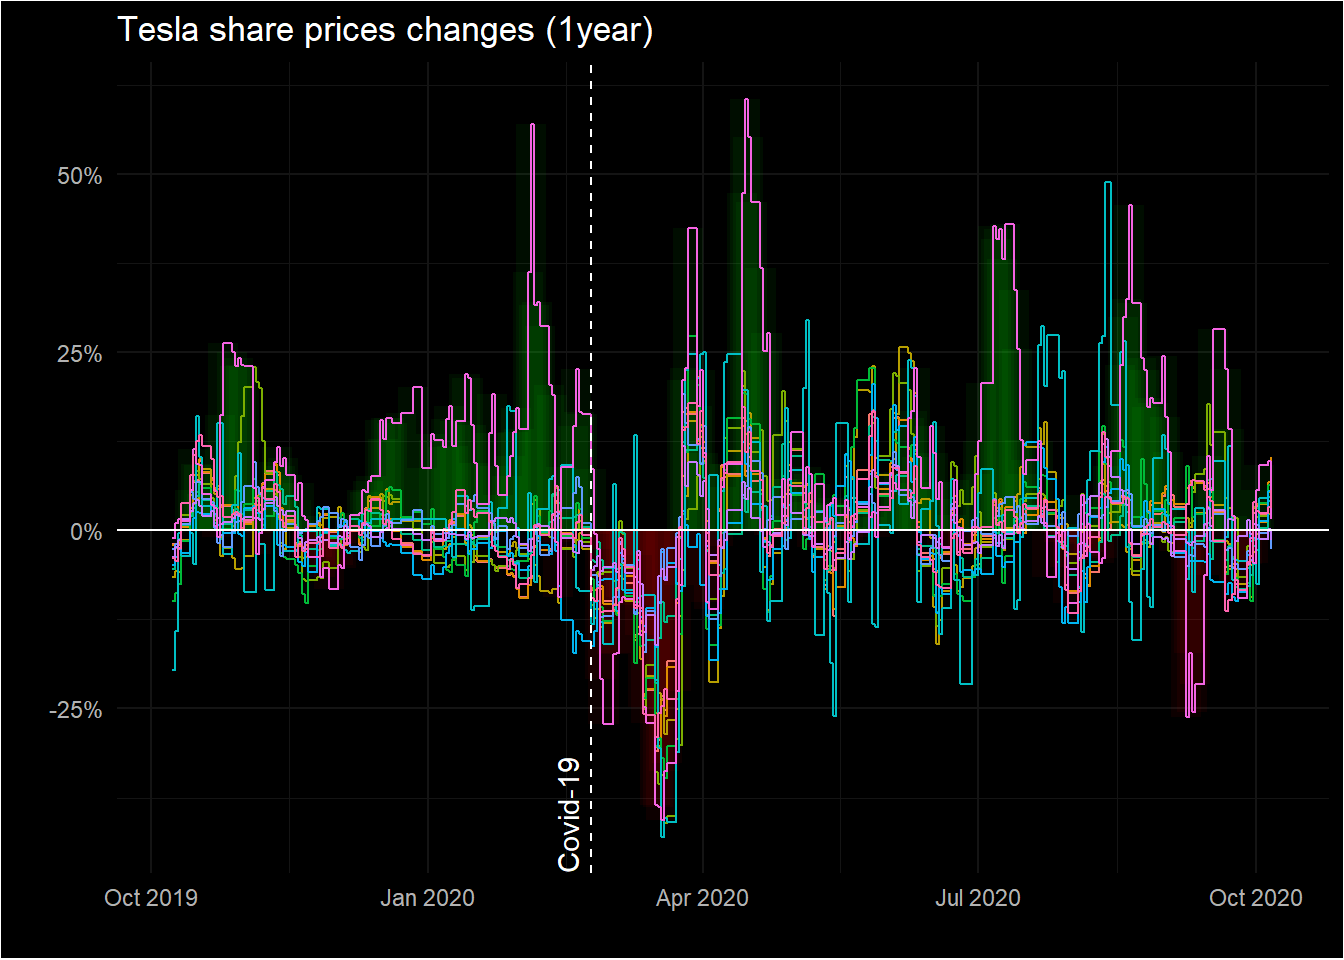 Tesla share prices changes (1year)
50%
25%
0%
-25%
Covid-19
Oct 2019
Jan 2020
Apr 2020
Jul 2020
Oct 2020